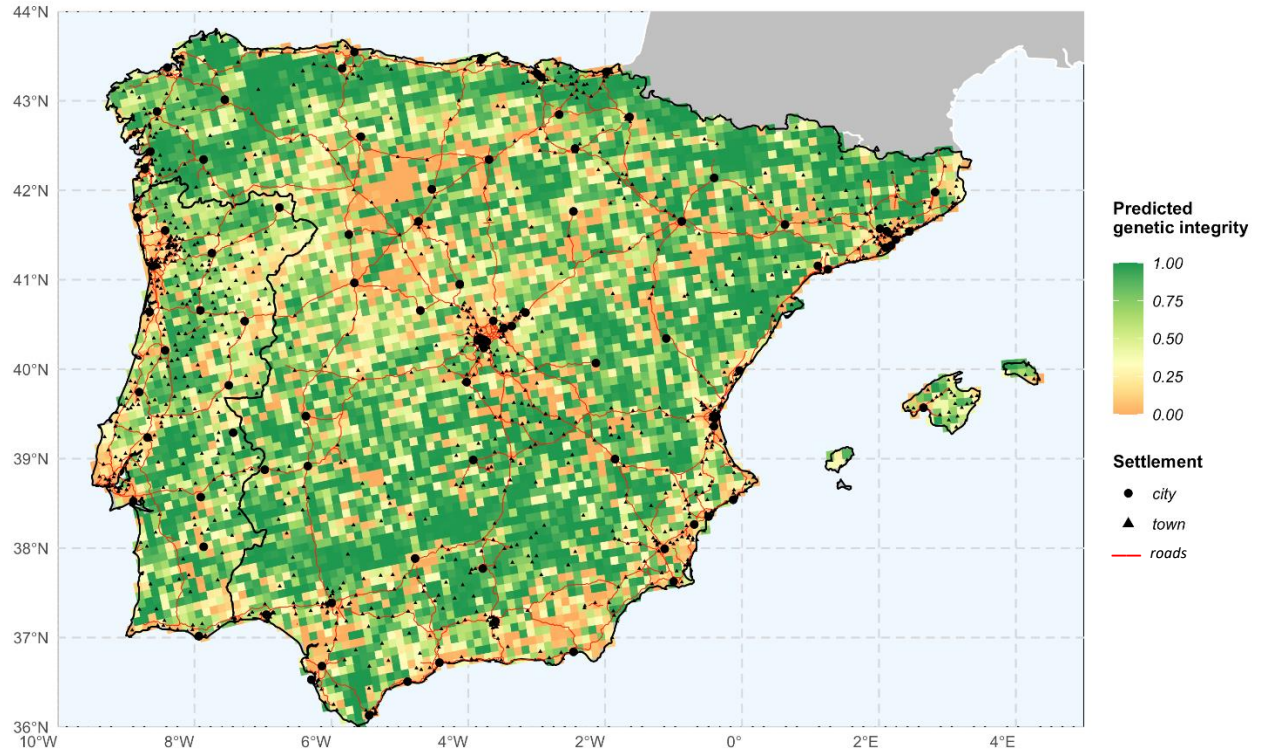 44°N
43°N
42°N
41°N
40°N
39°N
38°N
37°N
36°N
10°W 8°W 6°W 4°W 2°W 0° 2°E 4°E
Predicted
genetic integrity
1.00
0.75
0.50
0.25
0.00
Settlement
city
town
roads